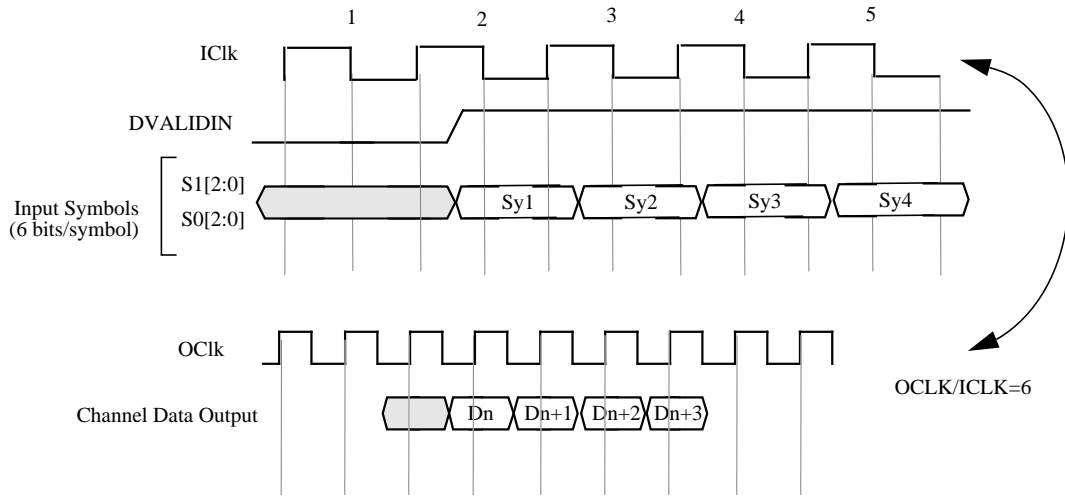 1 2 3 4 5
IClk
DVALIDIN
S1[2:0]
Input Symbols
(6 bits/symbol)
S0[2:0]
Sy1 Sy2 Sy3 Sy4
OClk
OCLK/ICLK=6
Channel Data Output
Dn Dn+1 Dn+2 Dn+3